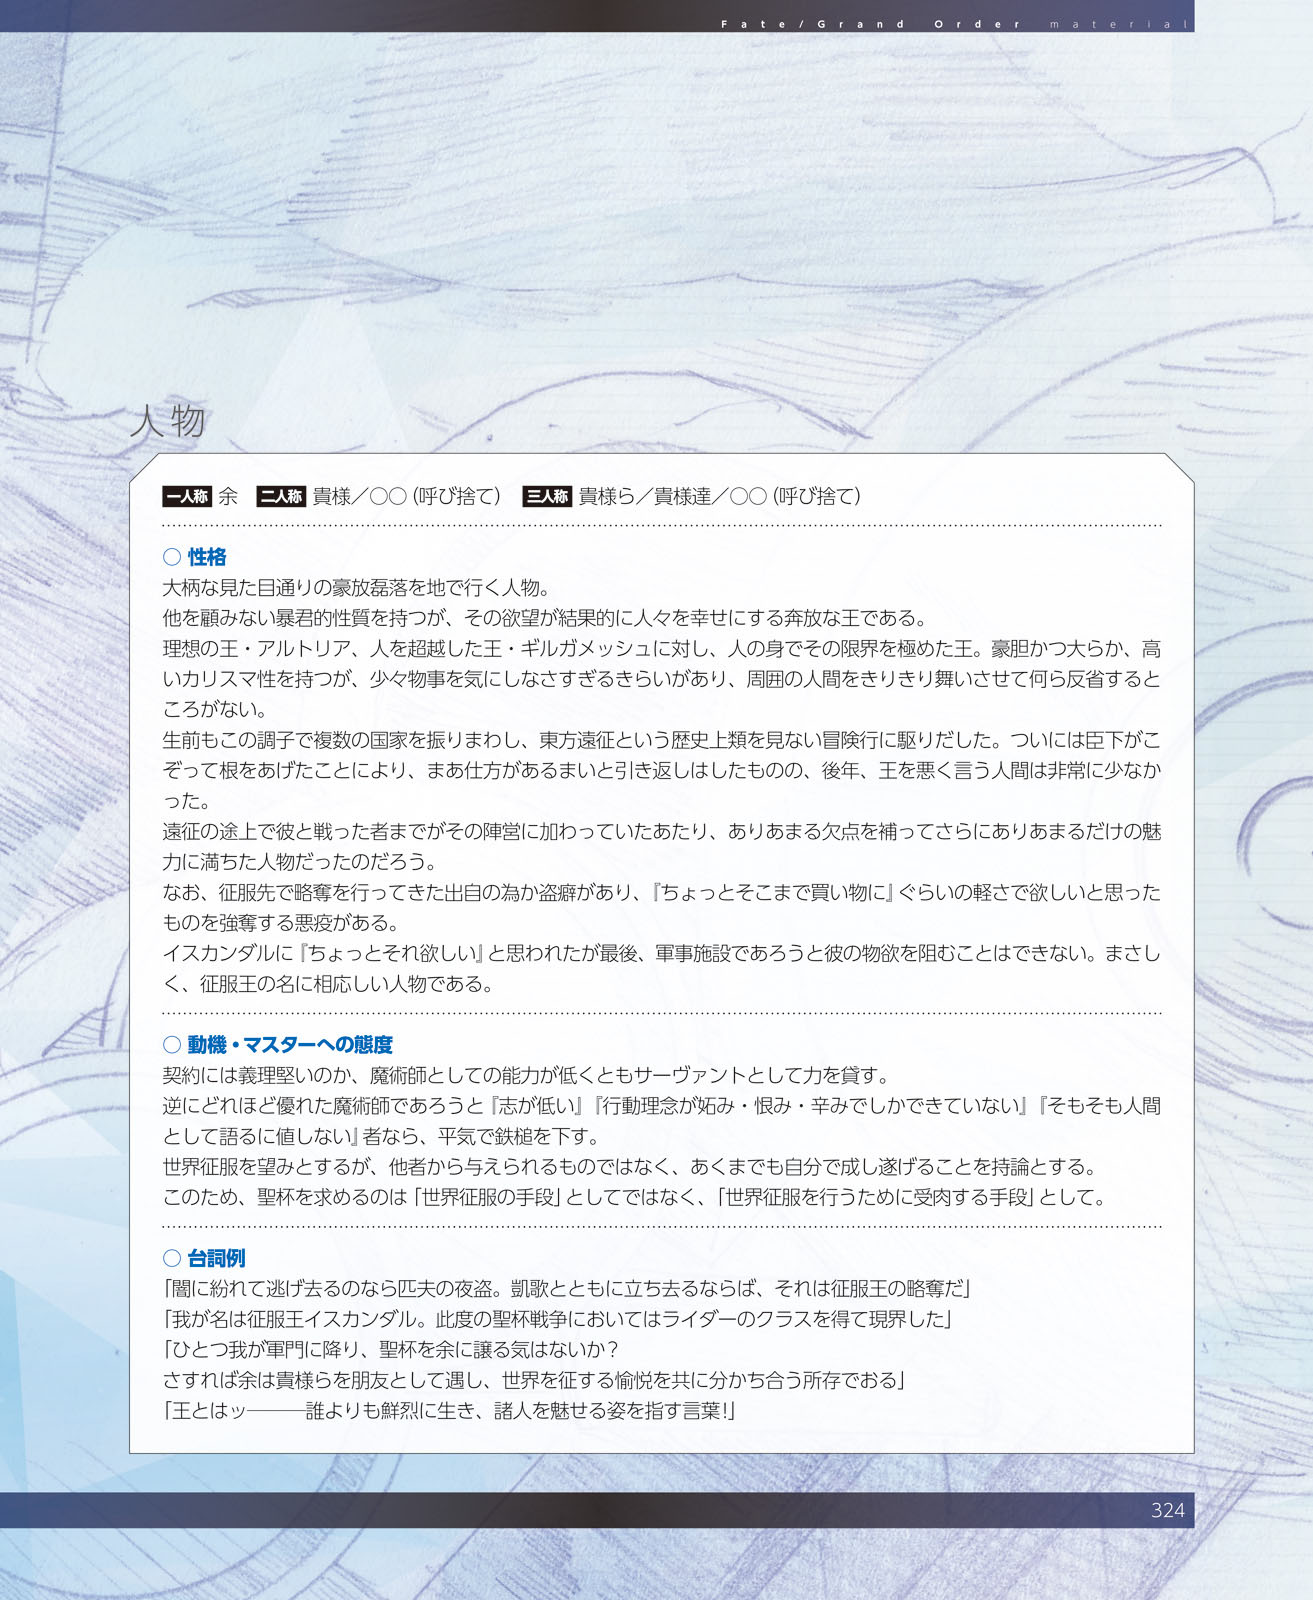 Fate/Grand Order material
人物
一人称 余 二人称 貴様／○○（呼び捨て） 三人称 貴様ら／貴様達／○○（呼び捨て）
○ 性格
大柄な見た目通りの豪放磊落を地で行く人物。
他を顧みない暴君的性質を持つが、その欲望が結果的に人々を幸せにする奔放な王である。
理想の王・アルトリア、人を超越した王・ギルガメッシュに対し、人の身でその限界を極めた王。豪胆かつ大らか、高
いカリスマ性を持つが、少々物事を気にしなさすぎるきらいがあり、周囲の人間をきりきり舞いさせて何ら反省すると
ころがない。
生前もこの調子で複数の国家を振りまわし、東方遠征という歴史上類を見ない冒険行に駆りだした。ついには臣下がこ
ぞって根をあげたことにより、まあ仕方があるまいと引き返しはしたものの、後年、王を悪く言う人間は非常に少なか
った。
遠征の途上で彼と戦った者までがその陣営に加わっていたあたり、ありあまる欠点を補ってさらにありあまるだけの魅
力に満ちた人物だったのだろう。
なお、征服先で略奪を行ってきた出自の為か盗癖があり、『ちょっとそこまで買い物に』ぐらいの軽さで欲しいと思った
ものを強奪する悪疫がある。
イスカンダルに『ちょっとそれ欲しい』と思われたが最後、軍事施設であろうと彼の物欲を阻むことはできない。まさし
く、征服王の名に相応しい人物である。
○ 動機・マスターへの態度
契約には義理堅いのか、魔術師としての能力が低くともサーヴァントとして力を貸す。
逆にどれほど優れた魔術師であろうと『志が低い』『行動理念が妬み・恨み・辛みでしかできていない』『そもそも人間
として語るに値しない』者なら、平気で鉄槌を下す。
世界征服を望みとするが、他者から与えられるものではなく、あくまでも自分で成し遂げることを持論とする。
このため、聖杯を求めるのは「世界征服の手段」としてではなく、「世界征服を行うために受肉する手段」として。
○ 台詞例
「闇に紛れて逃げ去るのなら匹夫の夜盗。凱歌とともに立ち去るならば、それは征服王の略奪だ」
「我が名は征服王イスカンダル。此度の聖杯戦争においてはライダーのクラスを得て現界した」
「ひとつ我が軍門に降り、聖杯を余に譲る気はないか？
さすれば余は貴様らを朋友として遇し、世界を征する愉悦を共に分かち合う所存でおる」
「王とはッ―――誰よりも鮮烈に生き、諸人を魅せる姿を指す言葉！」
324